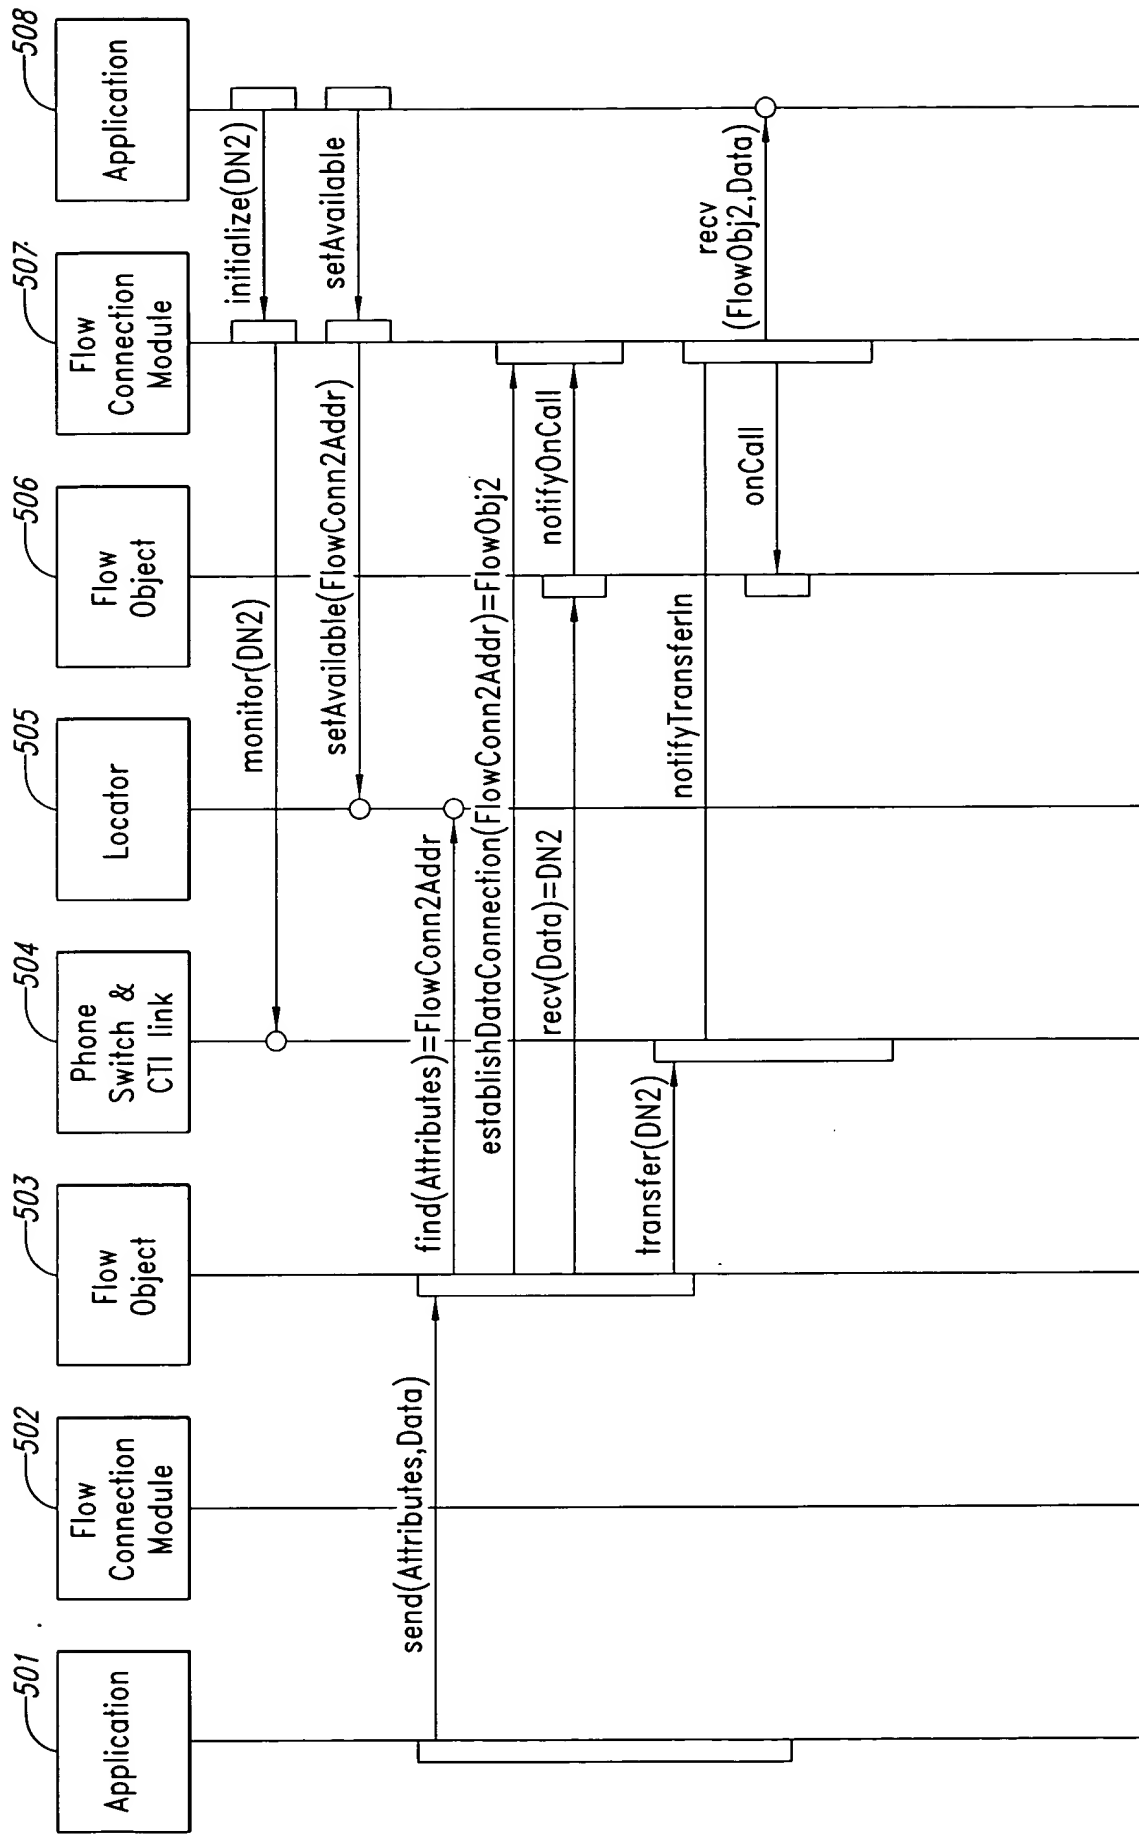 501
Application
502
Flow
Connection
Module
503
Flow
Object
504
Phone
Switch &
CTI link
505
Locator
506
Flow
Object
507
Flow
Connection
Module
508
Application
initialize(DN2)
monitor(DN2)
setAvailable
setAvailable(FlowConn2Addr)
send(Attributes,Data)
find(Attributes)=FlowConn2Addr
establishDataConnection(FlowConn2Addr)=FlowObj2
recv(Data)=DN2
notifyOnCall
transfer(DN2)
notifyTransferIn
recv
(FlowObj2,Data)
onCall